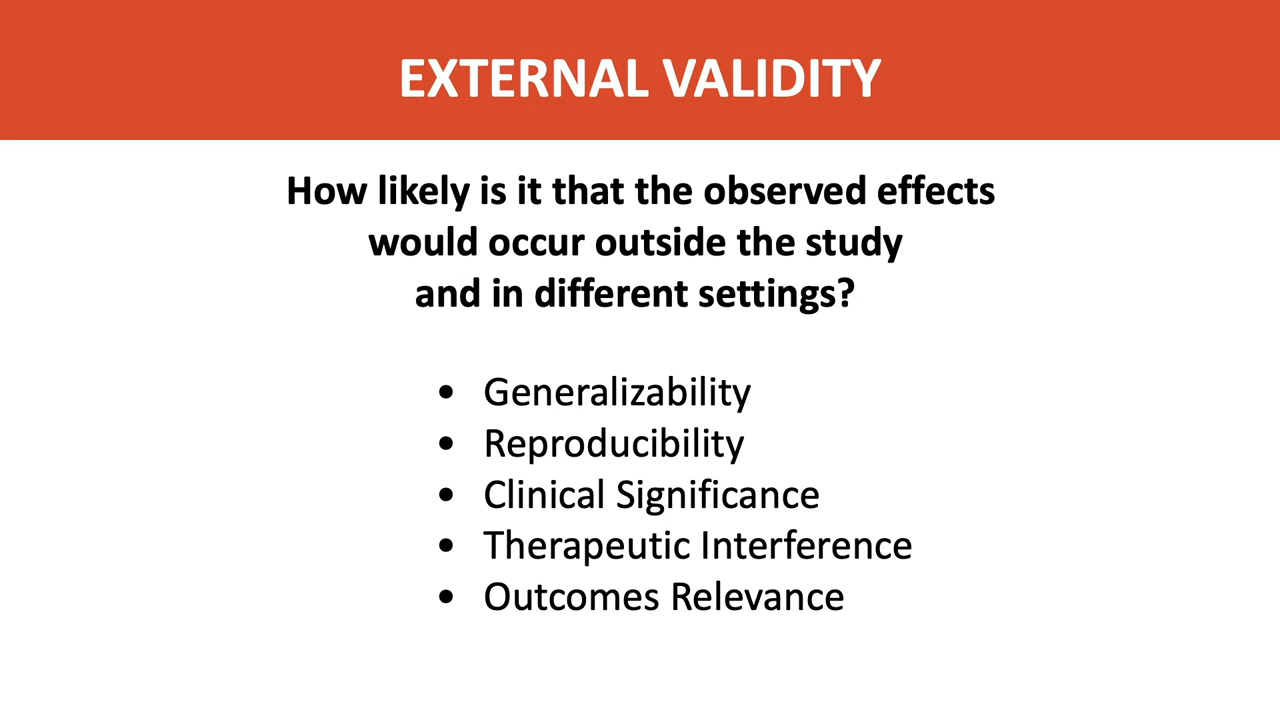 EXTERNAL VALIDITY
How likely is it that the observed effects
would occur outside the study
and in different settings?
• Generalizability
• Reproducibility
• Clinical Significance
• Therapeutic Interference
• Outcomes Relevance